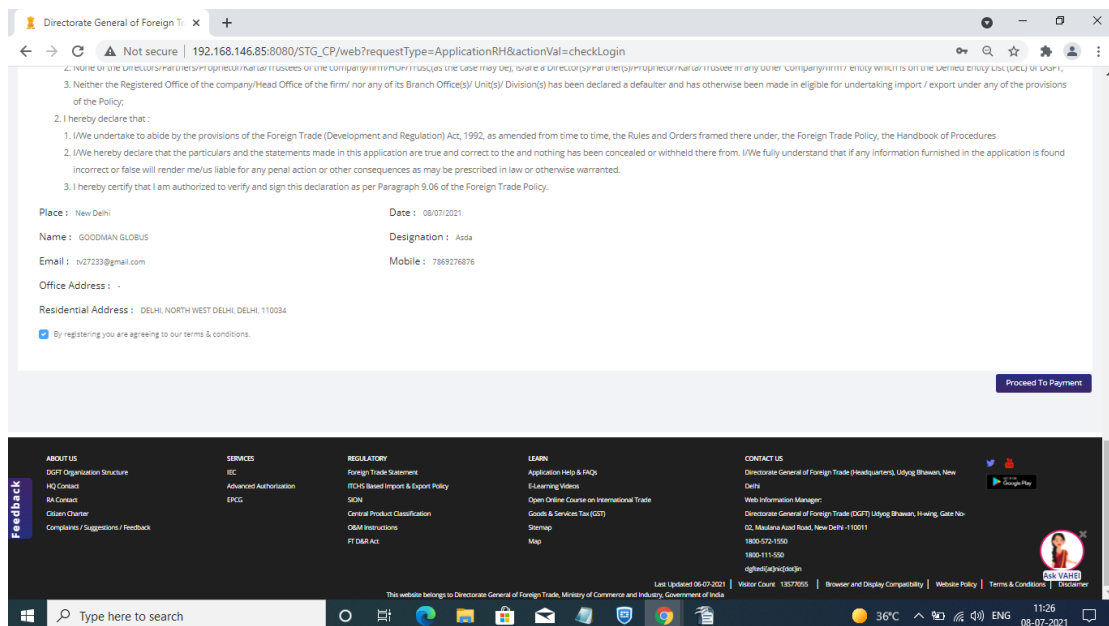 Directorate General of Foreign Tr
Not secure
192.168.146.85:8080/STG_CP/web?requestType=ApplicationRH&actionVal=checkLogin
2. None of the Directors/Partners/Proprietor/Karta/Trustees of the company/firm/HUF/Trust,(as the case may be), is/are a Director(s)/Partner(s)/Proprietor/Karta/Trustee in any other Company/firm / entity which is on the Denied Entity List (DEL) of DGFT;
3. Neither the Registered Office of the company/Head Office of the firm/ nor any of its Branch Office(s)/ Unit(s)/ Division(s) has been declared a defaulter and has otherwise been made in eligible for undertaking import / export under any of the provisions
of the Policy;
2. I hereby declare that :
1. I/We undertake to abide by the provisions of the Foreign Trade (Development and Regulation) Act, 1992, as amended from time to time, the Rules and Orders framed there under, the Foreign Trade Policy, the Handbook of Procedures
2. I/We hereby declare that the particulars and the statements made in this application are true and correct to the and nothing has been concealed or withheld there from. I/We fully understand that if any information furnished in the application is found
incorrect or false will render me/us liable for any penal action or other consequences as may be prescribed in law or otherwise warranted.
3. I hereby certify that I am authorized to verify and sign this declaration as per Paragraph 9.06 of the Foreign Trade Policy.
Place : New Delhi Date : 08/07/2021
Name : GOODMAN GLOBUS Designation : Asda
Email : tv27233@gmail.com Mobile : 7869276876
Office Address : -
Residential Address : DELHI, NORTH WEST DELHI, DELHI, 110034
By registering you are agreeing to our terms & conditions.
Proceed To Payment
Feedback
ABOUT US
DGFT Organization Structure
HQ Contact
RA Contact
Citizen Charter
Complaints / Suggestions / Feedback
SERVICES
IEC
Advanced Authorization
EPCG
REGULATORY
Foreign Trade Statement
ITCHS Based Import & Export Policy
SION
Central Product Classification
O&M Instructions
FT D&R Act
LEARN
Application Help & FAQs
E-Learning Videos
Open Online Course on International Trade
Goods & Services Tax (GST)
Sitemap
Map
CONTACT US
Directorate General of Foreign Trade (Headquarters), Udyog Bhawan, New
Delhi
Web Information Manager:
Directorate General of Foreign Trade (DGFT) Udyog Bhawan, H-wing, Gate No-
02, Maulana Azad Road, New Delhi -110011
1800-572-1550
1800-111-550
dgftedi[at]nic[dot]in
Google Play
Ask VAHEI
Last Updated 06-07-2021 | Visitor Count 13577055 | Browser and Display Compatibility | Website Policy | Terms & Conditions | Disclaimer
This website belongs to Directorate General of Foreign Trade, Ministry of Commerce and Industry, Government of India
Type here to search
36°C
ENG
11:26
08-07-2021